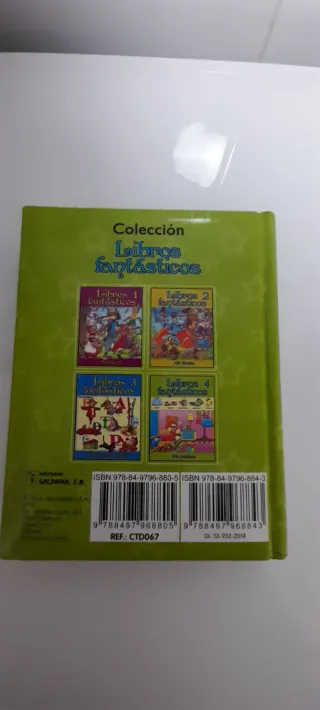 Colección
Libros
fantásticos
Libros 1
fantásticos
Libros 2
fantásticos
Libros 3
fantásticos
Libros 4
fantásticos
EDICIONES
SALDAÑA, S.A.
ISBN 978-84-9796-880-5
ISBN 978-84-9796-884-3
9 788497 968805
9 788497 968843
REF.: CTD067
DL: SS 932-2014